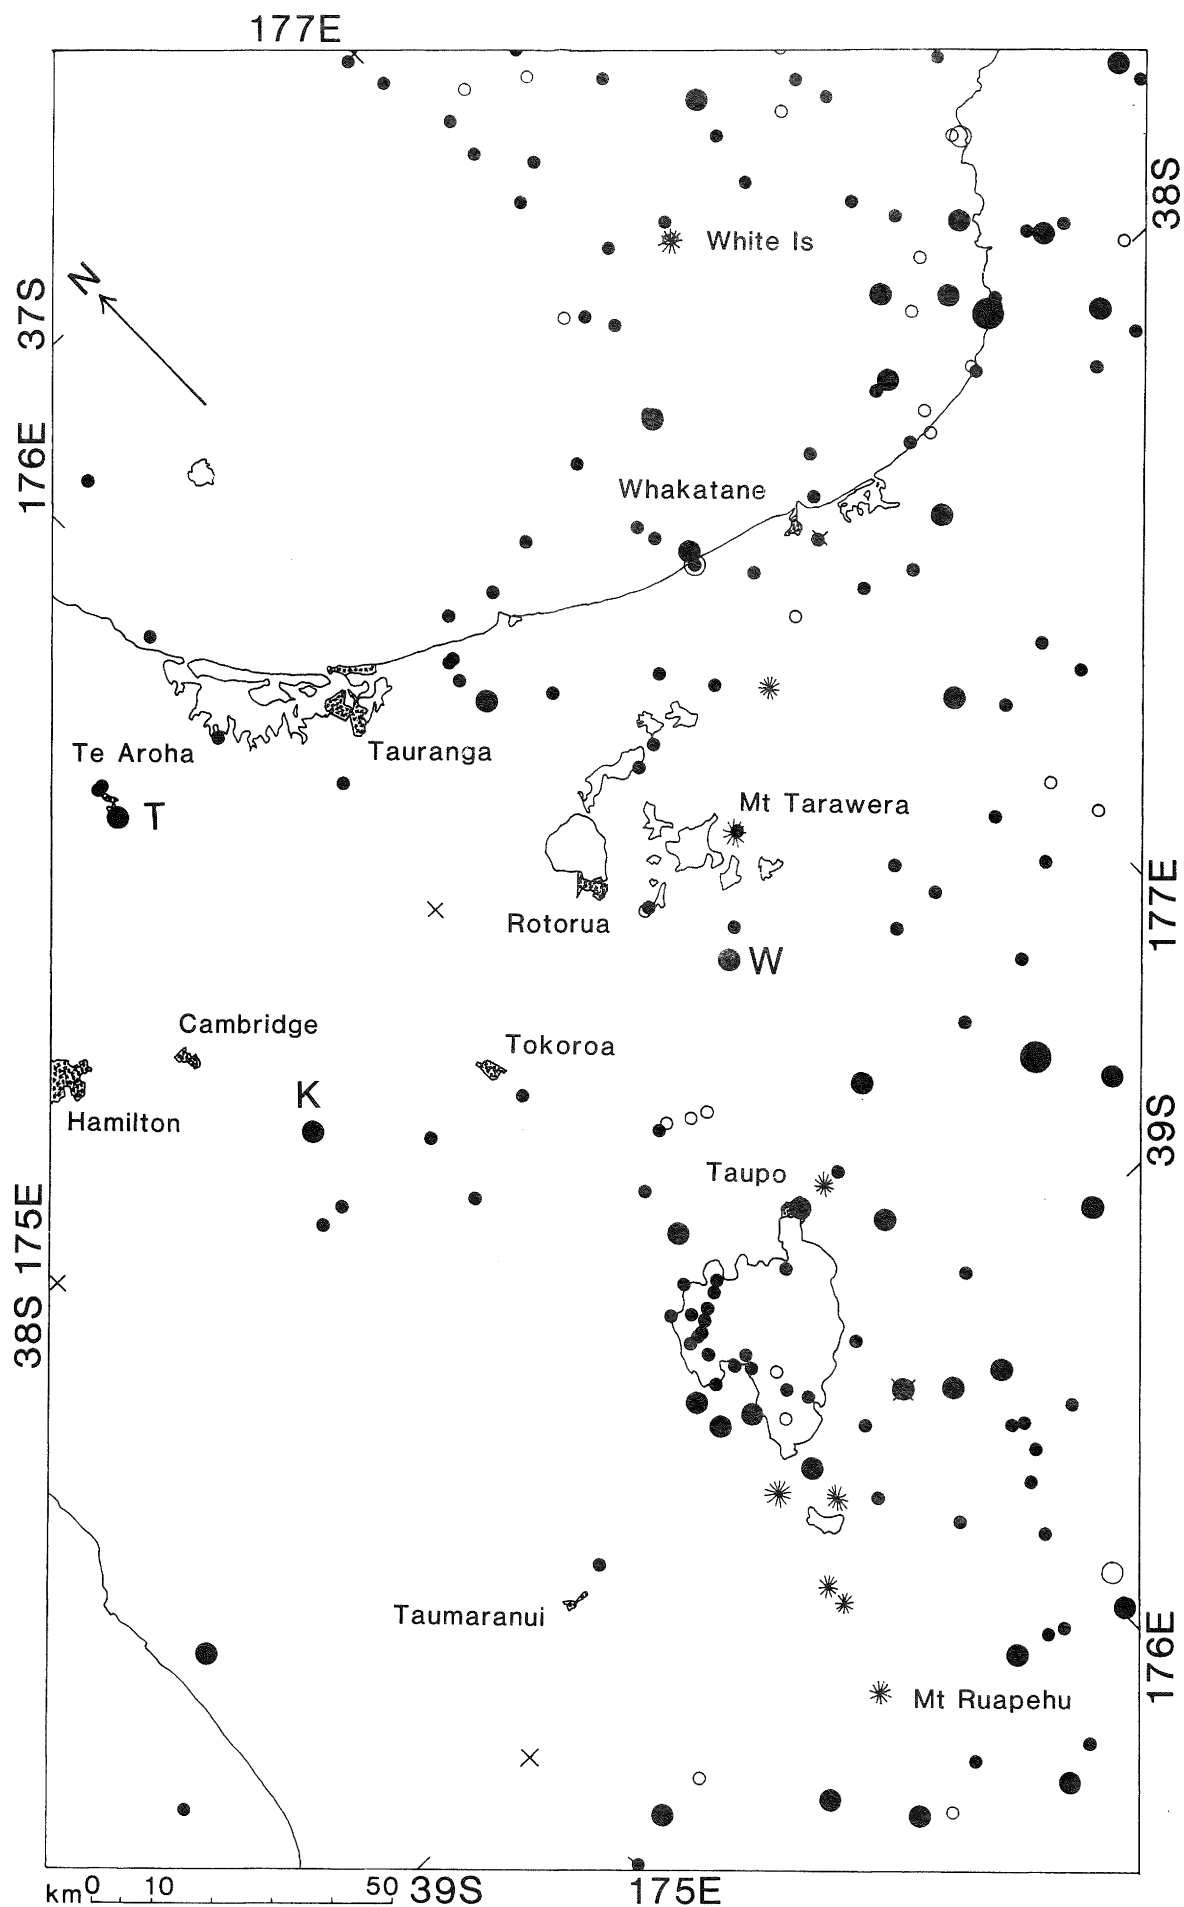 177E
38S
White Is
N
37S
176E
Whakatane
Te Aroha
Tauranga
T
Mt Tarawera
177E
Rotorua
W
Cambridge
Tokoroa
K
Hamilton
39S
Taupo
175E
38S
Taumaranui
176E
Mt Ruapehu
km 0 10 50 39S 175E